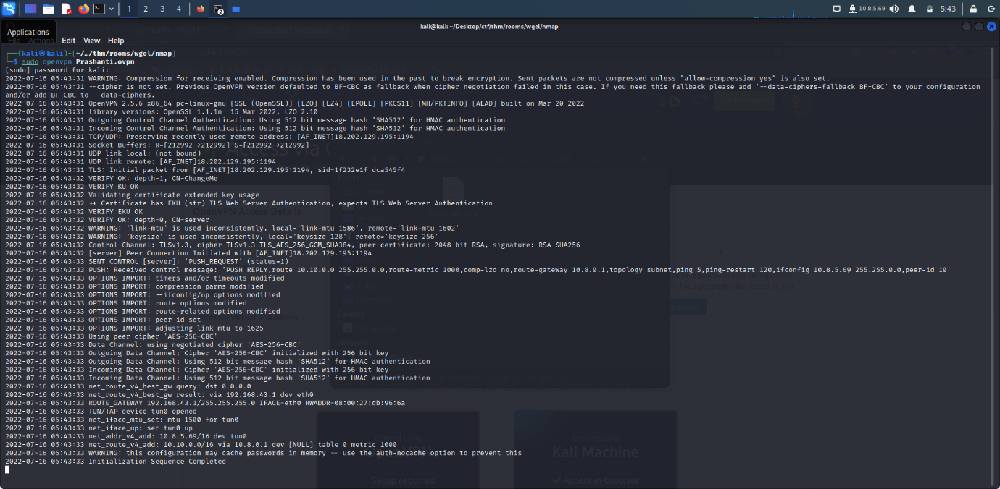 1 2 3 4
2
10.8.5.69
5:43
Applications
kali@kali: ~/Desktop/ctf/thm/rooms/wgel/nmap
File Actions Edit View Help
┌──(kali㉿kali)-[~/…/thm/rooms/wgel/nmap]
└─$ sudo openvpn Prashanti.ovpn
[sudo] password for kali:
2022-07-16 05:43:31 WARNING: Compression for receiving enabled. Compression has been used in the past to break encryption. Sent packets are not compressed unless "allow-compression yes" is also set.
2022-07-16 05:43:31 --cipher is not set. Previous OpenVPN version defaulted to BF-CBC as fallback when cipher negotiation failed in this case. If you need this fallback please add '--data-ciphers-fallback BF-CBC' to your configuration
and/or add BF-CBC to --data-ciphers.
2022-07-16 05:43:31 OpenVPN 2.5.6 x86_64-pc-linux-gnu [SSL (OpenSSL)] [LZO] [LZ4] [EPOLL] [PKCS11] [MH/PKTINFO] [AEAD] built on Mar 20 2022
2022-07-16 05:43:31 library versions: OpenSSL 1.1.1n  15 Mar 2022, LZO 2.10
2022-07-16 05:43:31 Outgoing Control Channel Authentication: Using 512 bit message hash 'SHA512' for HMAC authentication
2022-07-16 05:43:31 Incoming Control Channel Authentication: Using 512 bit message hash 'SHA512' for HMAC authentication
2022-07-16 05:43:31 TCP/UDP: Preserving recently used remote address: [AF_INET]18.202.129.195:1194
2022-07-16 05:43:31 Socket Buffers: R=[212992→212992] S=[212992→212992]
2022-07-16 05:43:31 UDP link local: (not bound)
2022-07-16 05:43:31 UDP link remote: [AF_INET]18.202.129.195:1194
2022-07-16 05:43:31 TLS: Initial packet from [AF_INET]18.202.129.195:1194, sid=1f232e1f dca545f4
2022-07-16 05:43:32 VERIFY OK: depth=1, CN=ChangeMe
2022-07-16 05:43:32 VERIFY KU OK
2022-07-16 05:43:32 Validating certificate extended key usage
2022-07-16 05:43:32 ++ Certificate has EKU (str) TLS Web Server Authentication, expects TLS Web Server Authentication
2022-07-16 05:43:32 VERIFY EKU OK
2022-07-16 05:43:32 VERIFY OK: depth=0, CN=server
2022-07-16 05:43:32 WARNING: 'link-mtu' is used inconsistently, local='link-mtu 1586', remote='link-mtu 1602'
2022-07-16 05:43:32 WARNING: 'keysize' is used inconsistently, local='keysize 128', remote='keysize 256'
2022-07-16 05:43:32 Control Channel: TLSv1.3, cipher TLSv1.3 TLS_AES_256_GCM_SHA384, peer certificate: 2048 bit RSA, signature: RSA-SHA256
2022-07-16 05:43:32 [server] Peer Connection Initiated with [AF_INET]18.202.129.195:1194
2022-07-16 05:43:33 SENT CONTROL [server]: 'PUSH_REQUEST' (status=1)
2022-07-16 05:43:33 PUSH: Received control message: 'PUSH_REPLY,route 10.10.0.0 255.255.0.0,route-metric 1000,comp-lzo no,route-gateway 10.8.0.1,topology subnet,ping 5,ping-restart 120,ifconfig 10.8.5.69 255.255.0.0,peer-id 10'
2022-07-16 05:43:33 OPTIONS IMPORT: timers and/or timeouts modified
2022-07-16 05:43:33 OPTIONS IMPORT: compression parms modified
2022-07-16 05:43:33 OPTIONS IMPORT: --ifconfig/up options modified
2022-07-16 05:43:33 OPTIONS IMPORT: route options modified
2022-07-16 05:43:33 OPTIONS IMPORT: route-related options modified
2022-07-16 05:43:33 OPTIONS IMPORT: peer-id set
2022-07-16 05:43:33 OPTIONS IMPORT: adjusting link_mtu to 1625
2022-07-16 05:43:33 Using peer cipher 'AES-256-CBC'
2022-07-16 05:43:33 Data Channel: using negotiated cipher 'AES-256-CBC'
2022-07-16 05:43:33 Outgoing Data Channel: Cipher 'AES-256-CBC' initialized with 256 bit key
2022-07-16 05:43:33 Outgoing Data Channel: Using 512 bit message hash 'SHA512' for HMAC authentication
2022-07-16 05:43:33 Incoming Data Channel: Cipher 'AES-256-CBC' initialized with 256 bit key
2022-07-16 05:43:33 Incoming Data Channel: Using 512 bit message hash 'SHA512' for HMAC authentication
2022-07-16 05:43:33 net_route_v4_best_gw query: dst 0.0.0.0
2022-07-16 05:43:33 net_route_v4_best_gw result: via 192.168.43.1 dev eth0
2022-07-16 05:43:33 ROUTE_GATEWAY 192.168.43.1/255.255.255.0 IFACE=eth0 HWADDR=08:00:27:db:96:6a
2022-07-16 05:43:33 TUN/TAP device tun0 opened
2022-07-16 05:43:33 net_iface_mtu_set: mtu 1500 for tun0
2022-07-16 05:43:33 net_iface_up: set tun0 up
2022-07-16 05:43:33 net_addr_v4_add: 10.8.5.69/16 dev tun0
2022-07-16 05:43:33 net_route_v4_add: 10.10.0.0/16 via 10.8.0.1 dev [NULL] table 0 metric 1000
2022-07-16 05:43:33 WARNING: this configuration may cache passwords in memory -- use the auth-nocache option to prevent this
2022-07-16 05:43:33 Initialization Sequence Completed
Access via
OpenVPN Access Details
Internal Virtual IP Address
OpenVPN
Setup required
Kali Machine
Access in-browser